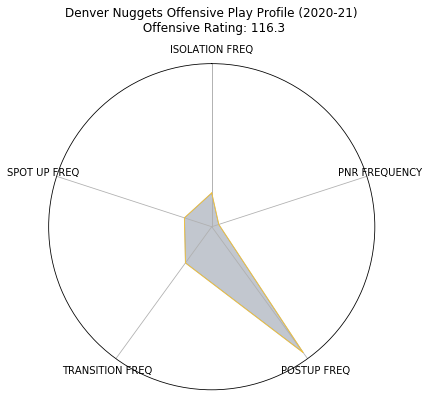 Denver Nuggets Offensive Play Profile (2020-21)
Offensive Rating: 116.3
ISOLATION FREQ
SPOT UP FREQ
PNR FREQUENCY
TRANSITION FREQ
POSTUP FREQ